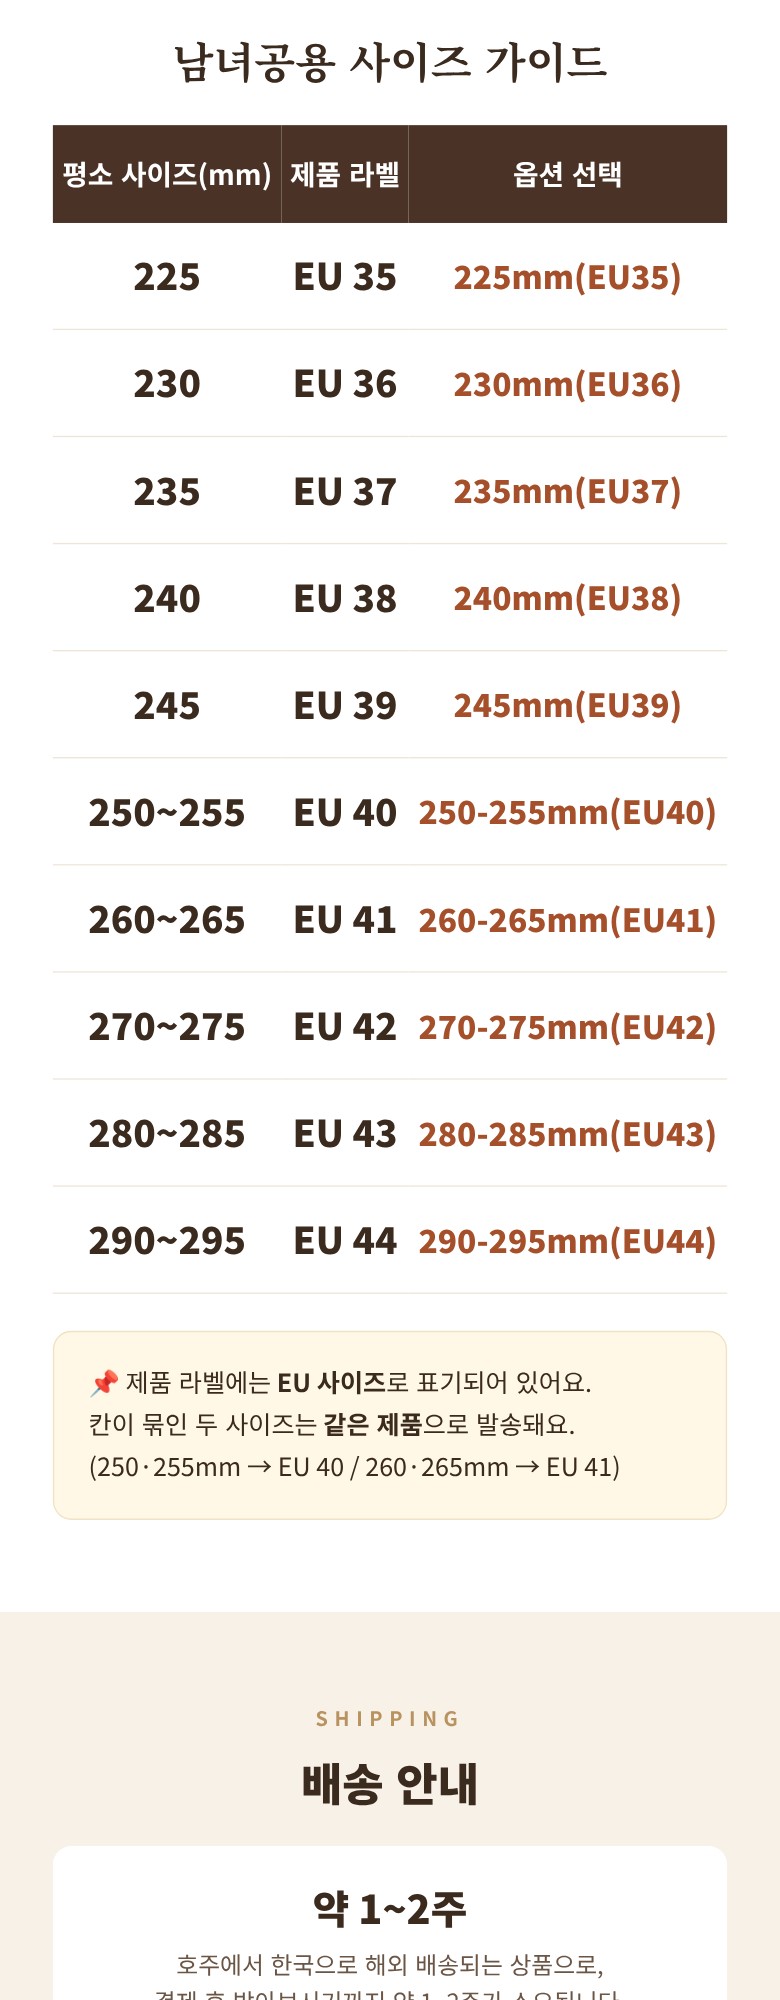 남녀공용 사이즈 가이드
평소 사이즈(mm) 제품 라벨 옵션 선택
225 EU 35 225mm(EU35)
230 EU 36 230mm(EU36)
235 EU 37 235mm(EU37)
240 EU 38 240mm(EU38)
245 EU 39 245mm(EU39)
250~255 EU 40 250-255mm(EU40)
260~265 EU 41 260-265mm(EU41)
270~275 EU 42 270-275mm(EU42)
280~285 EU 43 280-285mm(EU43)
290~295 EU 44 290-295mm(EU44)
📌 제품 라벨에는 EU 사이즈로 표기되어 있어요.
칸이 묶인 두 사이즈는 같은 제품으로 발송돼요.
(250·255mm → EU 40 / 260·265mm → EU 41)
SHIPPING
배송 안내
약 1~2주
호주에서 한국으로 해외 배송되는 상품으로,